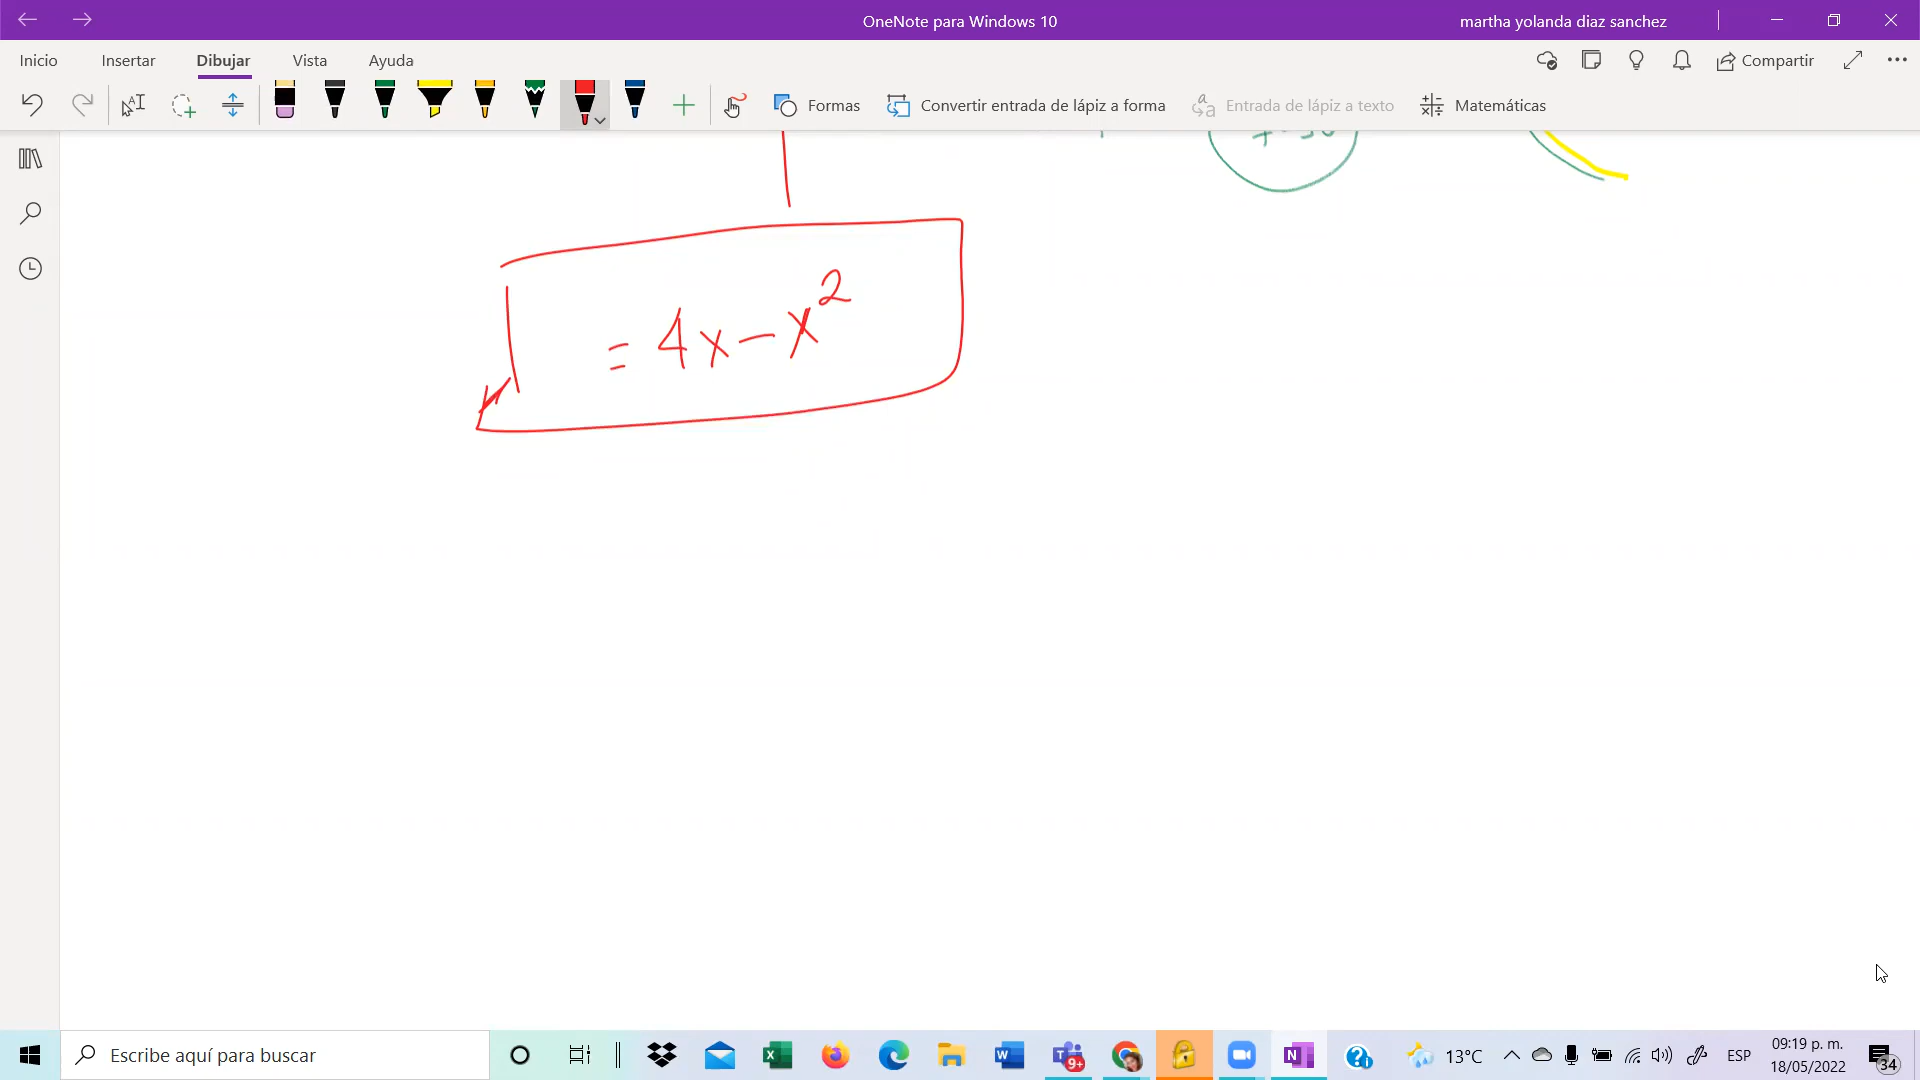 OneNote para Windows 10
martha yolanda diaz sanchez
Inicio
Insertar
Dibujar
Vista
Ayuda
Compartir
Formas
Convertir entrada de lápiz a forma
Entrada de lápiz a texto
Matemáticas
= 4x - x²
Escribe aquí para buscar
9+
13°C
ESP
09:19 p. m.
18/05/2022
34